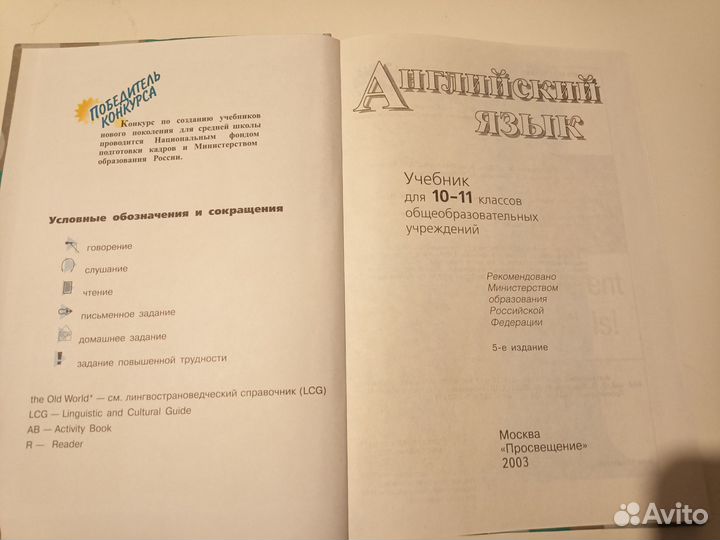 ПОБЕДИТЕЛЬ
КОНКУРСА
Конкурс по созданию учебников
нового поколения для средней школы
проводится Национальным фондом
подготовки кадров и Министерством
образования России.
Условные обозначения и сокращения
говорение
слушание
чтение
письменное задание
домашнее задание
задание повышенной трудности
the Old World* — см. лингвострановедческий справочник (LCG)
LCG — Linguistic and Cultural Guide
AB — Activity Book
R — Reader
Английский
язык
Учебник
для 10–11 классов
общеобразовательных
учреждений
Рекомендовано
Министерством
образования
Российской
Федерации
5-е издание
Москва
«Просвещение»
2003
Avito